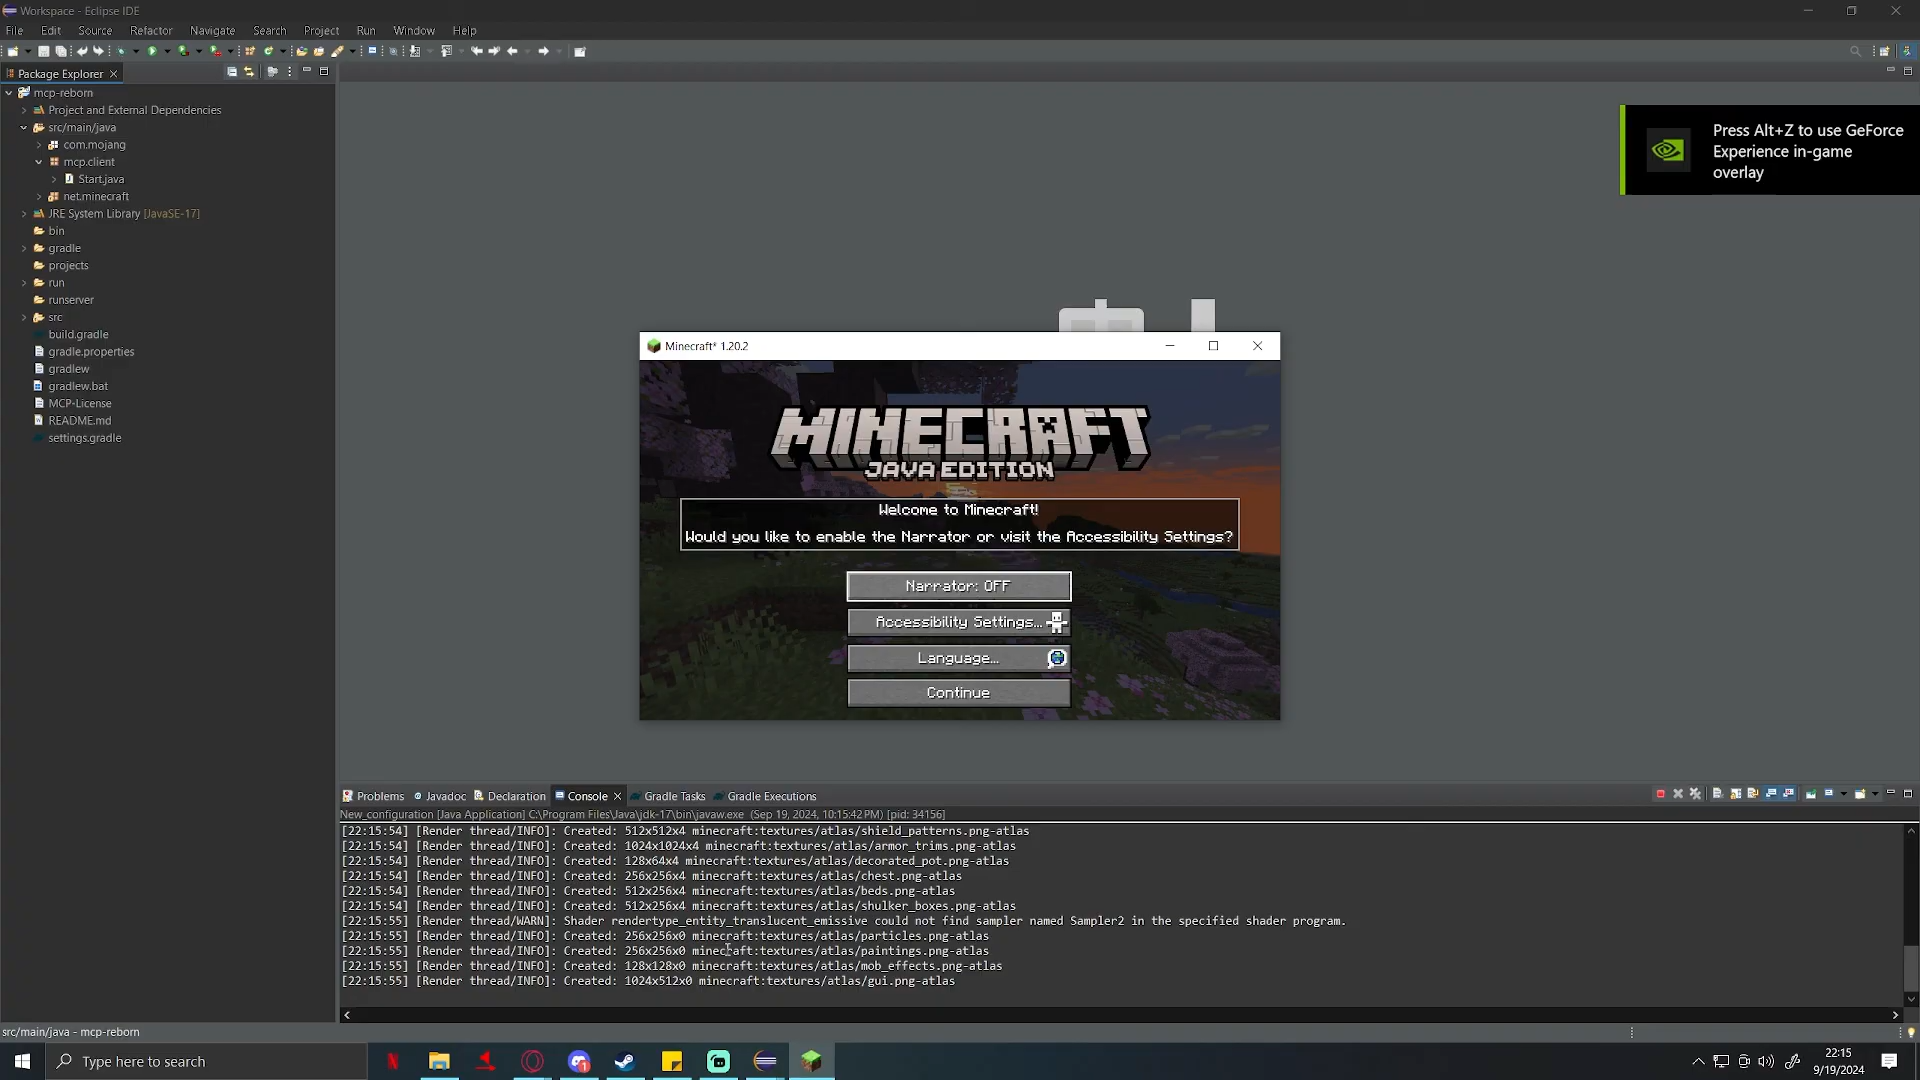 Workspace - Eclipse IDE
File Edit Source Refactor Navigate Search Project Run Window Help
Package Explorer
mcp-reborn
Project and External Dependencies
src/main/java
com.mojang
mcp.client
Start.java
net.minecraft
JRE System Library [JavaSE-17]
bin
gradle
projects
run
runserver
src
build.gradle
gradle.properties
gradlew
gradlew.bat
MCP-License
README.md
settings.gradle
Press Alt+Z to use GeForce
Experience in-game
overlay
Minecraft* 1.20.2
MINECRAFT
JAVA EDITION
Welcome to Minecraft!
Would you like to enable the Narrator or visit the Accessibility Settings?
Narrator: OFF
Accessibility Settings...
Language...
Continue
Problems Javadoc Declaration Console Gradle Tasks Gradle Executions
New_configuration [Java Application] C:\Program Files\Java\jdk-17\bin\javaw.exe (Sep 19, 2024, 10:15:42 PM) [pid: 34156]
[22:15:54] [Render thread/INFO]: Created: 512x512x4 minecraft:textures/atlas/shield_patterns.png-atlas
[22:15:54] [Render thread/INFO]: Created: 1024x1024x4 minecraft:textures/atlas/armor_trims.png-atlas
[22:15:54] [Render thread/INFO]: Created: 128x64x4 minecraft:textures/atlas/decorated_pot.png-atlas
[22:15:54] [Render thread/INFO]: Created: 256x256x4 minecraft:textures/atlas/chest.png-atlas
[22:15:54] [Render thread/INFO]: Created: 512x256x4 minecraft:textures/atlas/beds.png-atlas
[22:15:54] [Render thread/INFO]: Created: 512x256x4 minecraft:textures/atlas/shulker_boxes.png-atlas
[22:15:55] [Render thread/WARN]: Shader rendertype_entity_translucent_emissive could not find sampler named Sampler2 in the specified shader program.
[22:15:55] [Render thread/INFO]: Created: 256x256x0 minecraft:textures/atlas/particles.png-atlas
[22:15:55] [Render thread/INFO]: Created: 256x256x0 minecraft:textures/atlas/paintings.png-atlas
[22:15:55] [Render thread/INFO]: Created: 128x128x0 minecraft:textures/atlas/mob_effects.png-atlas
[22:15:55] [Render thread/INFO]: Created: 1024x512x0 minecraft:textures/atlas/gui.png-atlas
src/main/java - mcp-reborn
Type here to search
22:15
9/19/2024